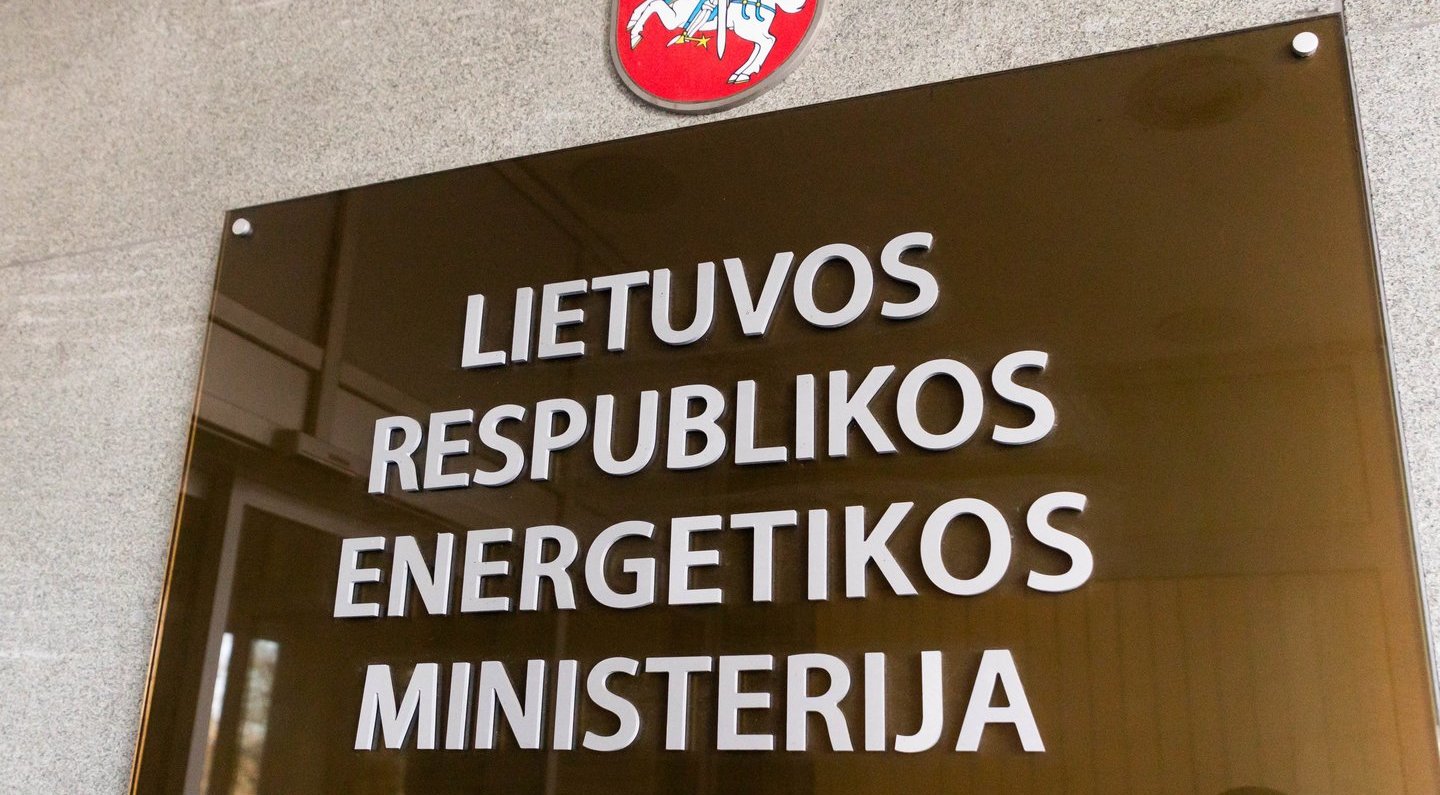 LIETUVOS
RESPUBLIKOS
ENERGETIKOS
MINISTERIJA